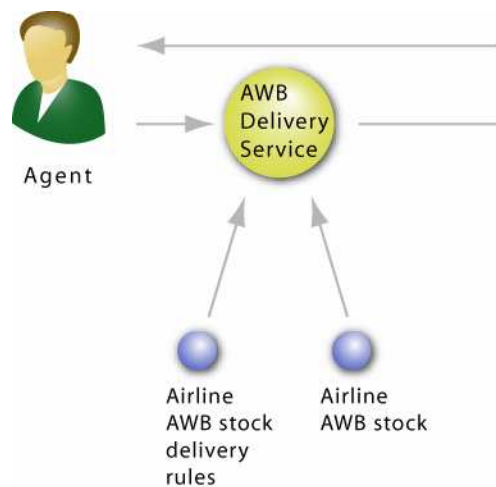 AWB
Delivery
Service
Agent
Airline
AWB stock
delivery
rules
Airline
AWB stock